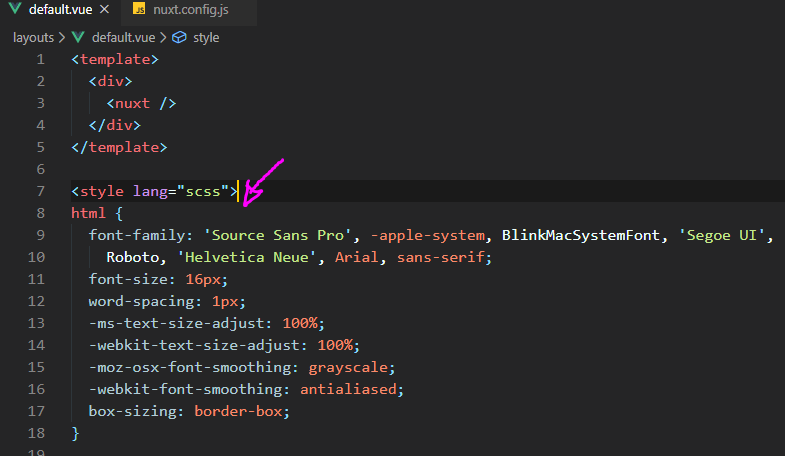 default.vue
JS nuxt.config.js
layouts > default.vue > style
1 <template>
2 <div>
3 <nuxt />
4 </div>
5 </template>
6
7 <style lang="scss">
8 html {
9 font-family: 'Source Sans Pro', -apple-system, BlinkMacSystemFont, 'Segoe UI',
10 Roboto, 'Helvetica Neue', Arial, sans-serif;
11 font-size: 16px;
12 word-spacing: 1px;
13 -ms-text-size-adjust: 100%;
14 -webkit-text-size-adjust: 100%;
15 -moz-osx-font-smoothing: grayscale;
16 -webkit-font-smoothing: antialiased;
17 box-sizing: border-box;
18 }
19